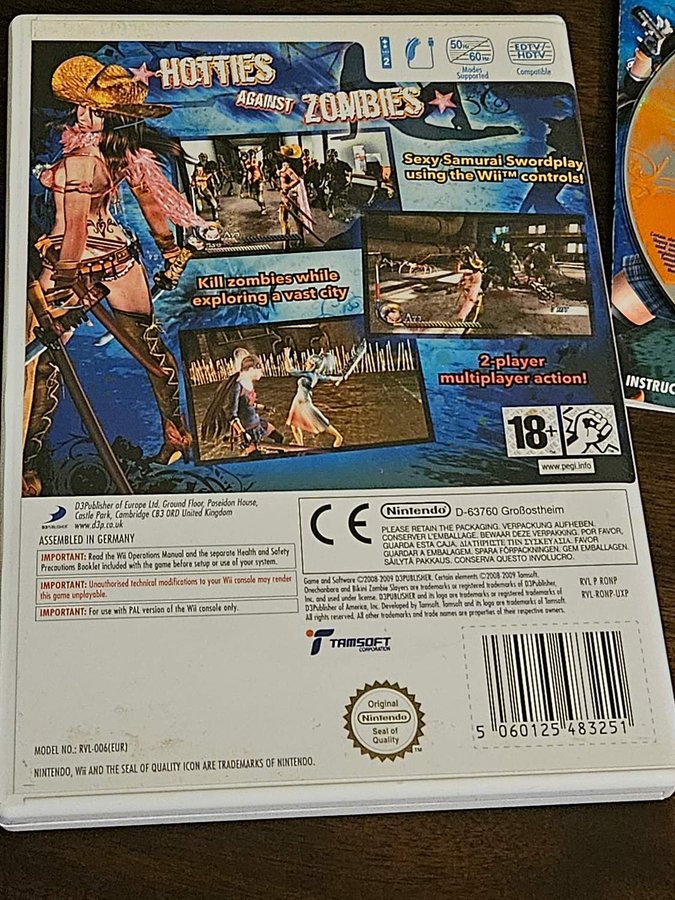 HOTTIES
AGAINST ZOMBIES
50Hz
60Hz
Modes
Supported
EDTV/
HDTV
Compatible
Sexy Samurai Swordplay
using the Wii™ controls!
Kill zombies while
exploring a vast city
2-player
multiplayer action!
18+
www.pegi.info
INSTRUC
D3PUBLISHER
D3Publisher of Europe Ltd. Ground Floor, Poseidon House,
Castle Park, Cambridge CB3 0RD United Kingdom
www.d3p.co.uk
ASSEMBLED IN GERMANY
IMPORTANT: Read the Wii Operations Manual and the separate Health and Safety
Precautions Booklet included with the game before setup or use of your system.
IMPORTANT: Unauthorised technical modifications to your Wii console may render
this game unplayable.
IMPORTANT: For use with PAL version of the Wii console only.
CE
Nintendo D-63760 Großostheim
PLEASE RETAIN THE PACKAGING. VERPACKUNG AUFHEBEN.
CONSERVER L'EMBALLAGE. BEWAAR DEZE VERPAKKING. POR FAVOR,
GUARDA ESTA CAJA. ΔΙΑΤΗΡΗΣΤΕ ΤΗΝ ΣΥΣΚΕΥΑΣΙΑ. FAVOR
GUARDAR A EMBALAGEM. SPARA FÖRPACKNINGEN. GEM EMBALLAGEN.
SÄILYTÄ PAKKAUS. CONSERVA QUESTO INVOLUCRO.
Game and Software ©2008-2009 D3PUBLISHER. Certain elements ©2008 2009 Tamsoft.
Onechanbara and Bikini Zombie Slayers are trademarks or registered trademarks of D3Publisher,
Inc. and used under license. D3PUBLISHER and its logo are trademarks or registered trademarks of
D3Publisher of America, Inc. Developed by Tamsoft. Tamsoft and its logo are trademarks of Tamsoft.
All rights reserved. All other trademarks and trade names are properties of their respective owners.
RVL P RONP
RVL-RONP-UXP
TAMSOFT
CORPORATION
Original
Nintendo
Seal of
Quality
TM
5 060125 483251
MODEL NO.: RVL-006(EUR)
NINTENDO, Wii AND THE SEAL OF QUALITY ICON ARE TRADEMARKS OF NINTENDO.